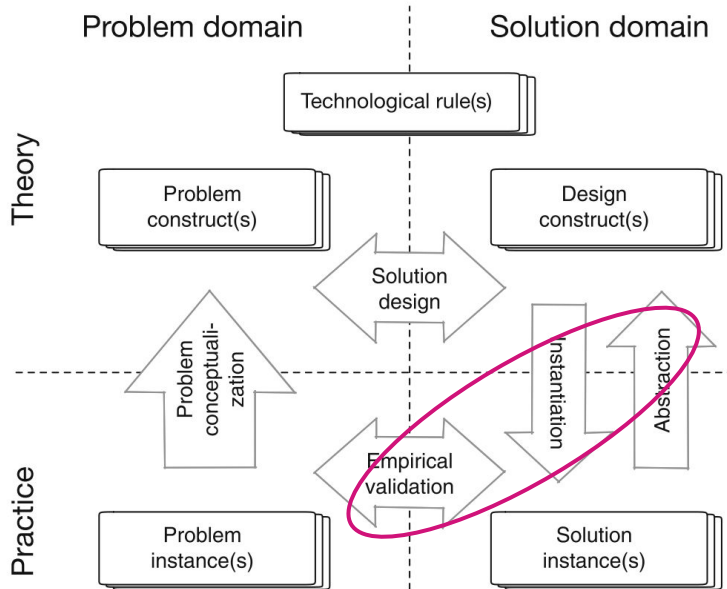 Problem domain
Solution domain
Technological rule(s)
Theory
Problem
construct(s)
Design
construct(s)
Solution
design
Problem
conceptuali-
zation
Instantiation
Abstraction
Empirical
validation
Practice
Problem
instance(s)
Solution
instance(s)